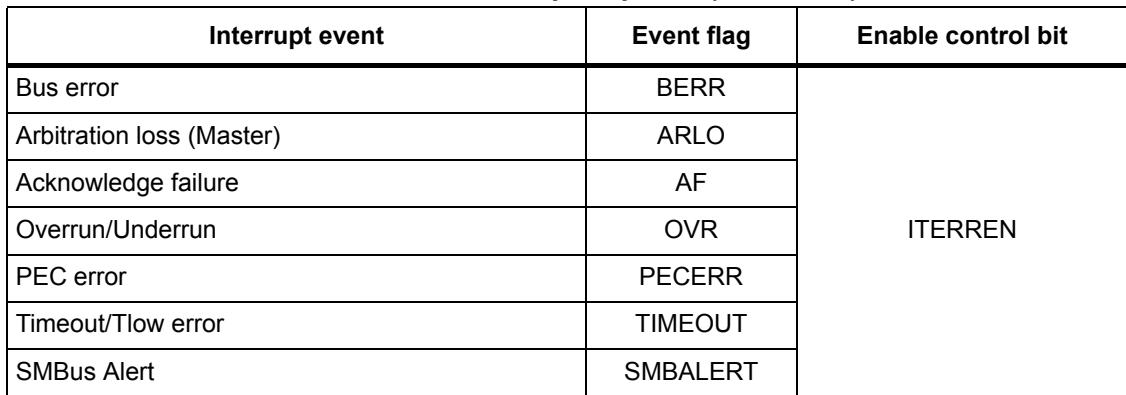 Interrupt event Event flag Enable control bit
Bus error BERR
Arbitration loss (Master) ARLO
Acknowledge failure AF
Overrun/Underrun OVR ITERREN
PEC error PECERR
Timeout/Tlow error TIMEOUT
SMBus Alert SMBALERT